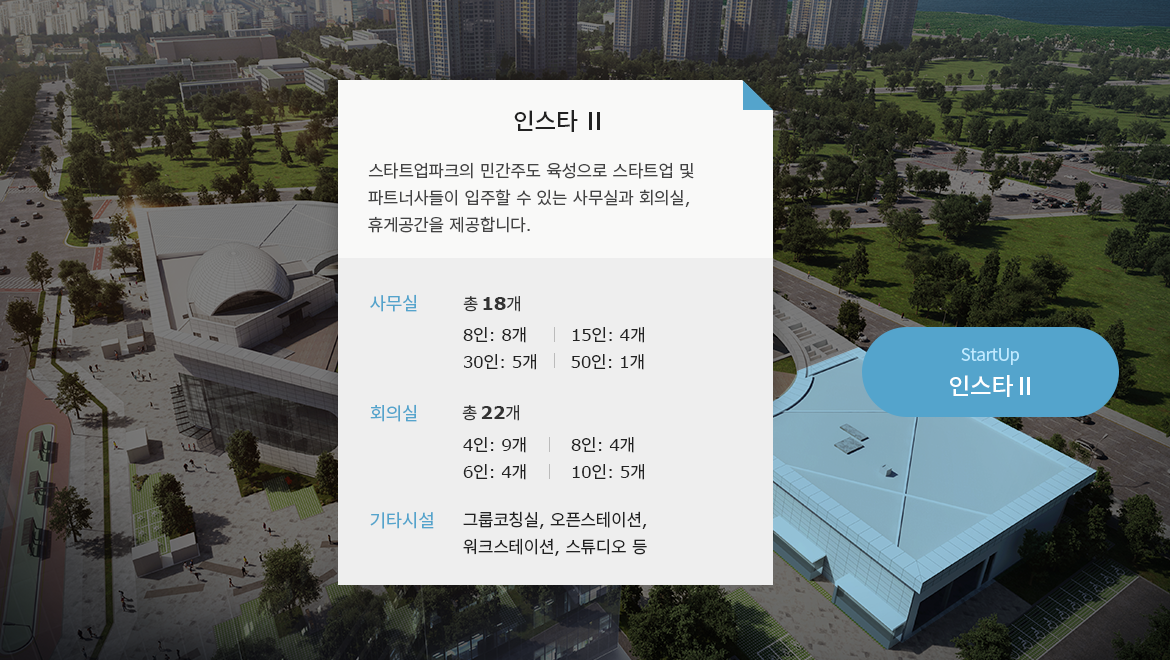 인스타 II
스타트업파크의 민간주도 육성으로 스타트업 및
파트너사들이 입주할 수 있는 사무실과 회의실,
휴게공간을 제공합니다.
사무실 총 18개
8인: 8개 15인: 4개
30인: 5개 50인: 1개
회의실 총 22개
4인: 9개 8인: 4개
6인: 4개 10인: 5개
기타시설 그룹코칭실, 오픈스테이션,
워크스테이션, 스튜디오 등
StartUp
인스타 II